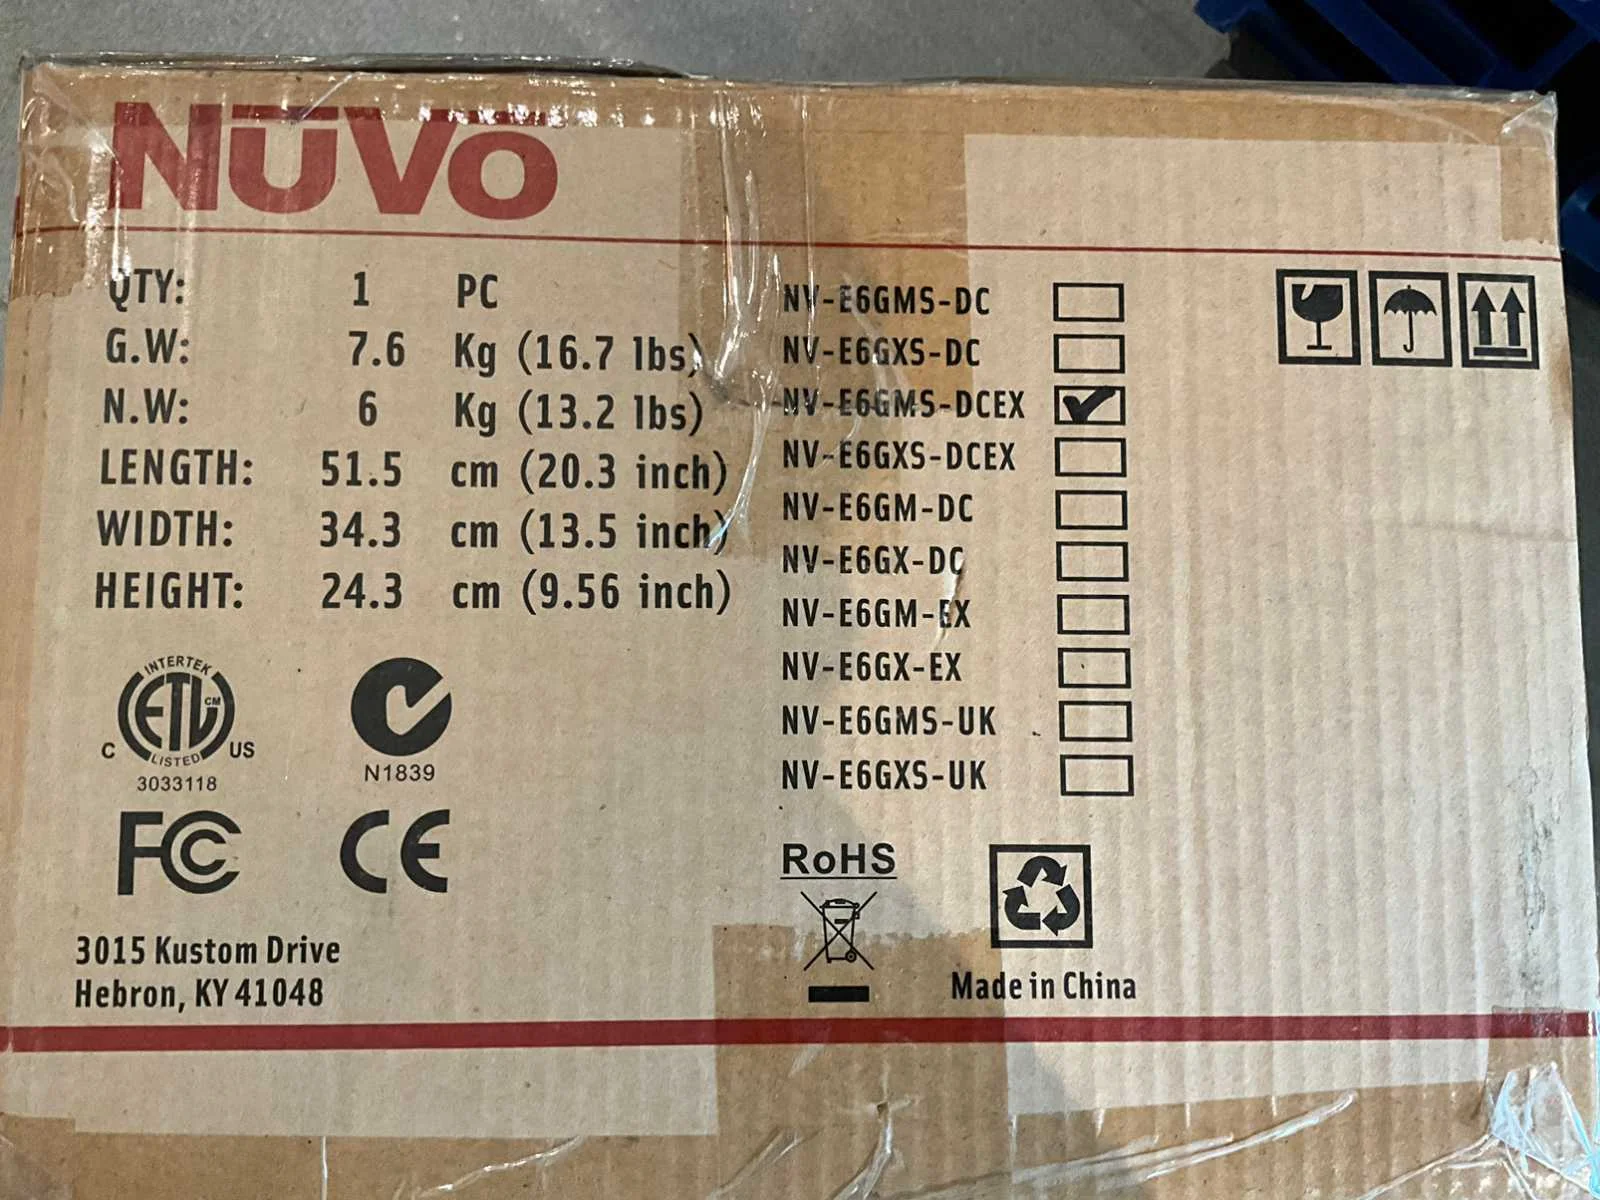 NŪVO
QTY: 1 PC
G.W: 7.6 Kg (16.7 lbs)
N.W: 6 Kg (13.2 lbs)
LENGTH: 51.5 cm (20.3 inch)
WIDTH: 34.3 cm (13.5 inch)
HEIGHT: 24.3 cm (9.56 inch)
NV-E6GMS-DC
NV-E6GXS-DC
NV-E6GMS-DCEX
NV-E6GXS-DCEX
NV-E6GM-DC
NV-E6GX-DC
NV-E6GM-EX
NV-E6GX-EX
NV-E6GMS-UK
NV-E6GXS-UK
INTERTEK
ETL CM
C LISTED US
3033118
N1839
FCC CE
RoHS
3015 Kustom Drive
Hebron, KY 41048
Made in China